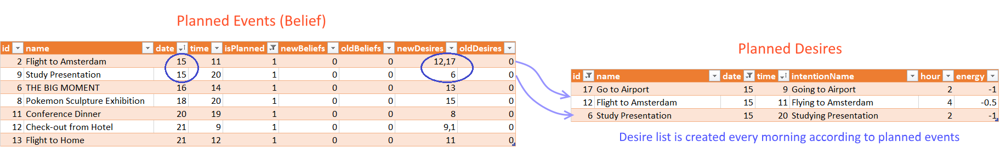 Planned Events (Belief)
id name date time isPlanned newBeliefs oldBeliefs newDesires oldDesires
2 Flight to Amsterdam 15 11 1 0 0 12,17 0
9 Study Presentation 15 20 1 0 0 6 0
6 THE BIG MOMENT 16 14 1 0 0 13 0
8 Pokemon Sculpture Exhibition 18 20 1 0 0 15 0
11 Conference Dinner 20 19 1 0 0 8 0
12 Check-out from Hotel 21 9 1 0 0 9,1 0
13 Flight to Home 21 12 1 0 0 11 0
Planned Desires
id name date time intentionName hour energy
17 Go to Airport 15 9 Going to Airport 2 -1
12 Flight to Amsterdam 15 11 Flying to Amsterdam 4 -0.5
6 Study Presentation 15 20 Studying Presentation 2 -1
Desire list is created every morning according to planned events